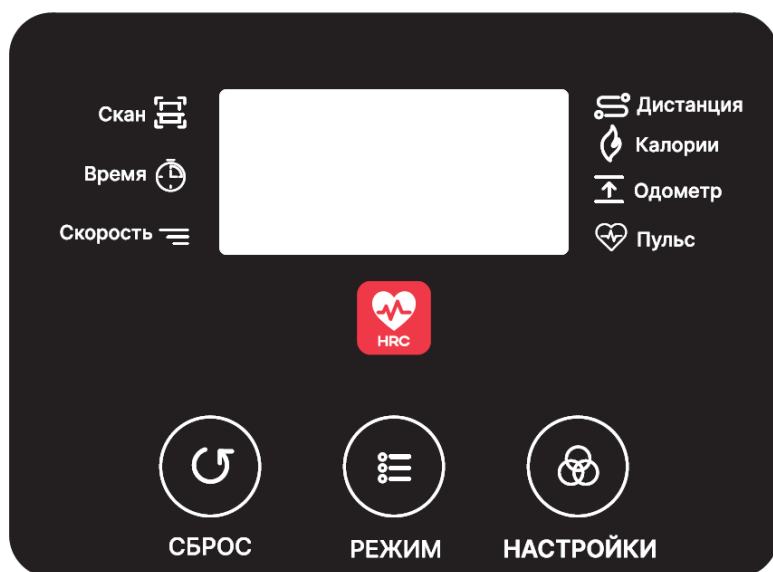 Скан
Время
Скорость
Дистанция
Калории
Одометр
Пульс
HRC
СБРОС
РЕЖИМ
НАСТРОЙКИ